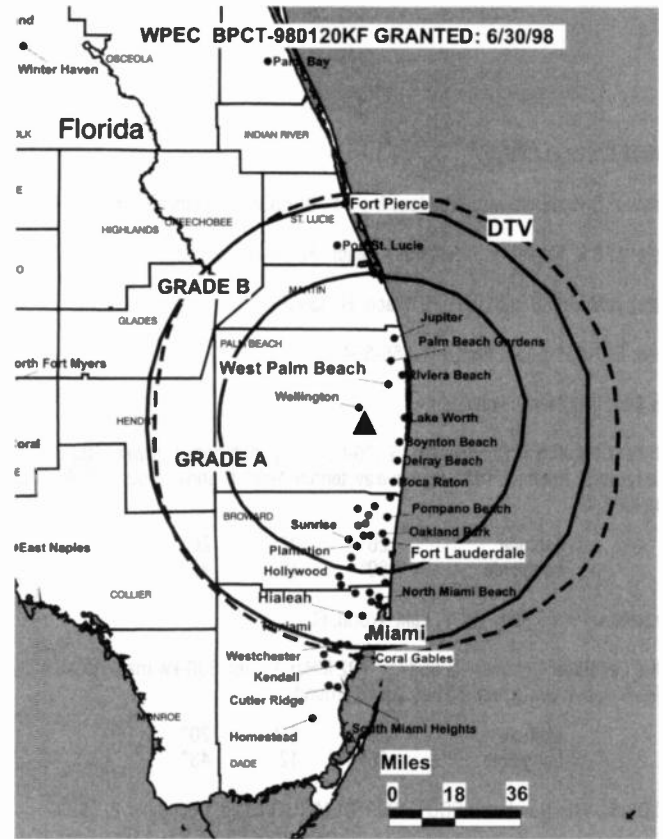 WPEC BPCT-980120KF GRANTED: 6/30/98
Winter Haven
OSCEOLA
Palm Bay
Florida
INDIAN RIVER
Fort Pierce
HIGHLANDS
OKEECHOBEE
ST. LUCIE
DTV
Port St. Lucie
GRADE B
MARTIN
GLADES
Jupiter
PALM BEACH
Palm Beach Gardens
orth Fort Myers
West Palm Beach
Riviera Beach
Wellington
HENDR
Lake Worth
oral
Boynton Beach
GRADE A
Delray Beach
Boca Raton
BROWARD
Pompano Beach
Sunrise
Oakland Park
East Naples
Plantation
Fort Lauderdale
Hollywood
COLLIER
North Miami Beach
Hialeah
Miami
Westchester
Coral Gables
Kendall
Cutler Ridge
MONROE
South Miami Heights
Homestead
DADE
Miles
0 18 36